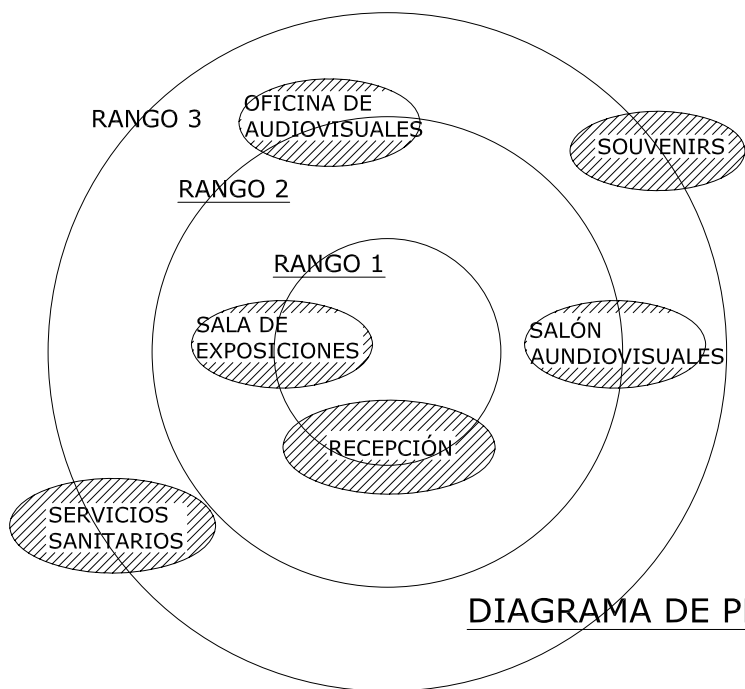 RANGO 3
OFICINA DE
AUDIOVISUALES
SOUVENIRS
RANGO 2
RANGO 1
SALA DE
EXPOSICIONES
SALÓN
AUNDIOVISUALES
RECEPCIÓN
SERVICIOS
SANITARIOS
DIAGRAMA DE